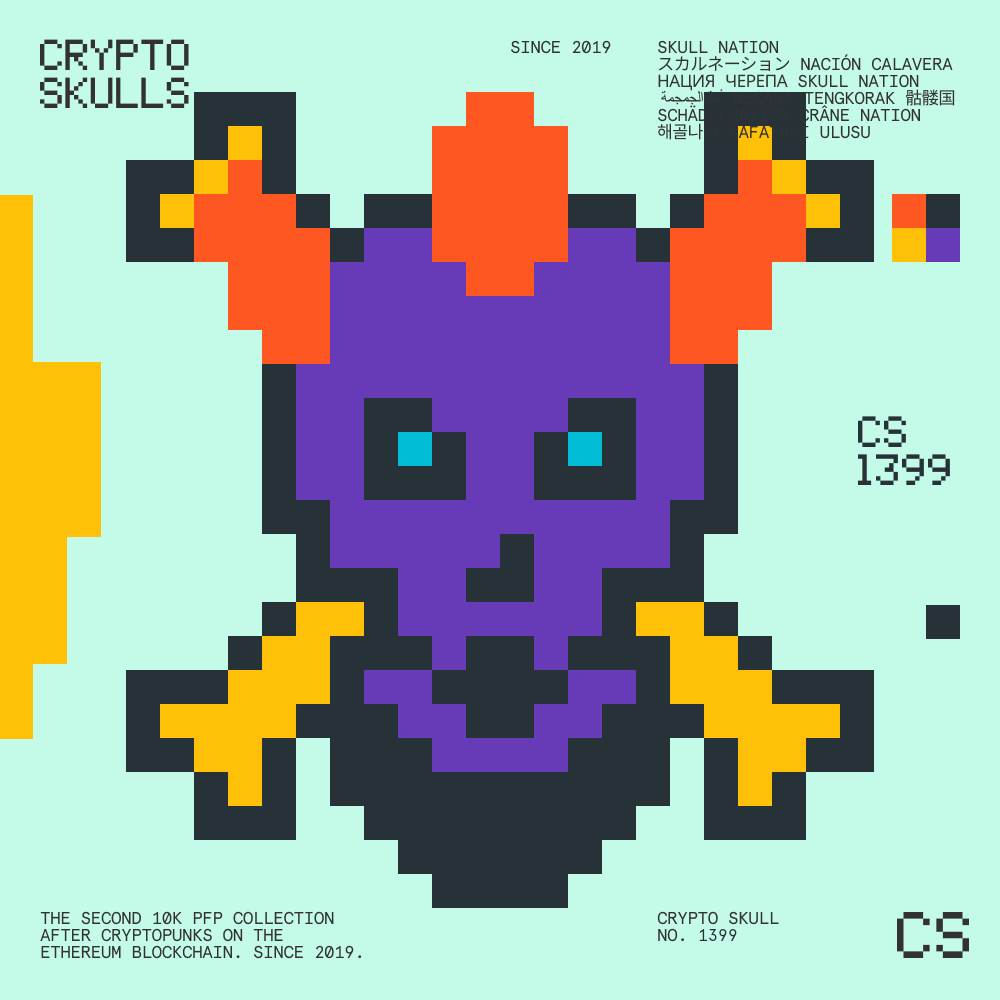 CRYPTO
SKULLS
SINCE 2019
SKULL NATION
スカルネーション NACIÓN CALAVERA
НАЦИЯ ЧЕРЕПА SKULL NATION
TENGKORAK 骷髅国
CRÂNE NATION
해골 ULUSU
CS
1399
THE SECOND 10K PFP COLLECTION
AFTER CRYPTOPUNKS ON THE
ETHEREUM BLOCKCHAIN. SINCE 2019.
CRYPTO SKULL
NO. 1399
CS